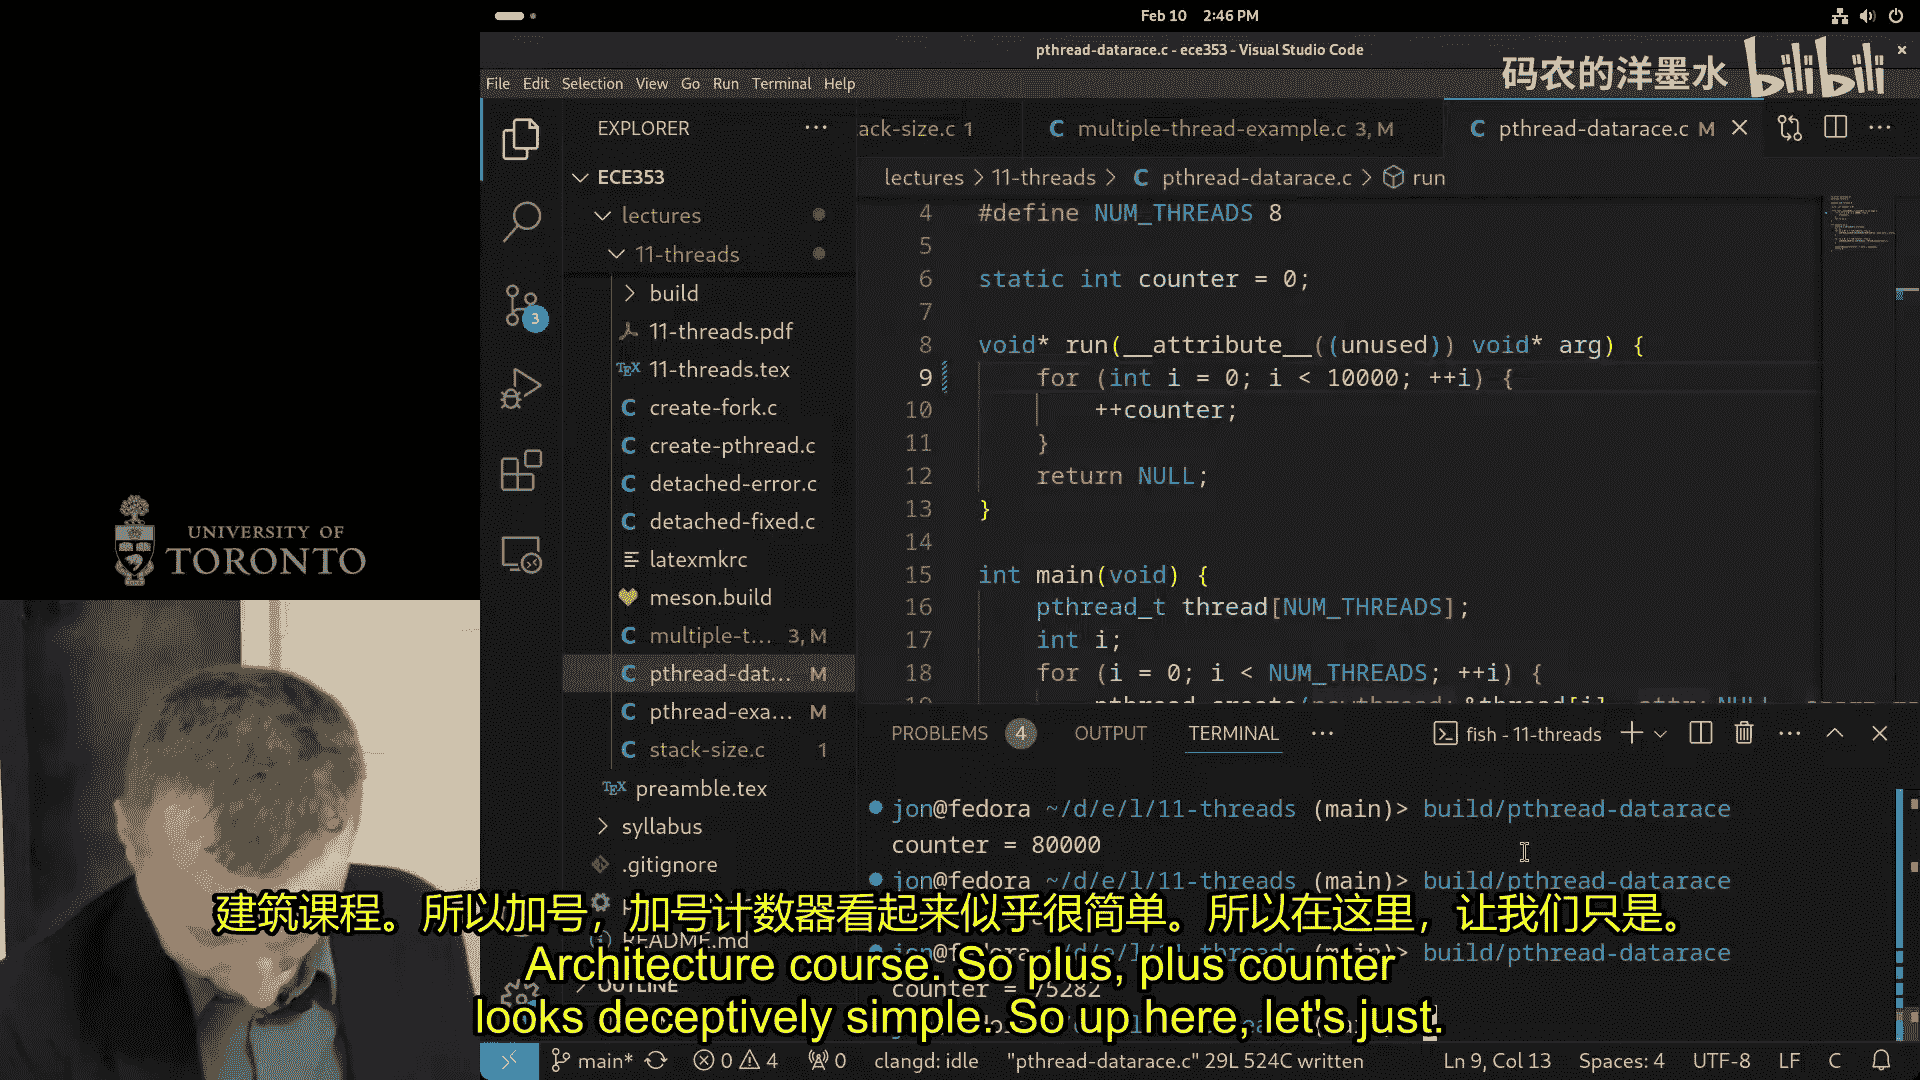 Feb 10 2:46 PM
pthread-datarace.c - ece353 - Visual Studio Code
码农的洋墨水 bilibili
File Edit Selection View Go Run Terminal Help
EXPLORER
ack-size.c 1
multiple-thread-example.c 3, M
pthread-datarace.c M
ECE353
lectures > 11-threads > C pthread-datarace.c > run
lectures
11-threads
build
11-threads.pdf
11-threads.tex
create-fork.c
create-pthread.c
detached-error.c
detached-fixed.c
latexmkrc
meson.build
multiple-t... 3, M
pthread-dat... M
pthread-exa... M
stack-size.c 1
preamble.tex
syllabus
.gitignore
README.md
OUTLINE
3
4 #define NUM_THREADS 8
5
6 static int counter = 0;
7
8 void* run(__attribute__((unused)) void* arg) {
9 for (int i = 0; i < 10000; ++i) {
10 ++counter;
11 }
12 return NULL;
13 }
14
15 int main(void) {
16 pthread_t thread[NUM_THREADS];
17 int i;
18 for (i = 0; i < NUM_THREADS; ++i) {
PROBLEMS 4 OUTPUT TERMINAL
fish - 11-threads
jon@fedora ~/d/e/l/11-threads (main)> build/pthread-datarace
counter = 80000
jon@fedora ~/d/e/l/11-threads (main)> build/pthread-datarace
jon@fedora ~/d/e/l/11-threads (main)> build/pthread-datarace
counter = 75282
UNIVERSITY OF
TORONTO
建筑课程。所以加号，加号计数器看起来似乎很简单。所以在这里，让我们只是。
Architecture course. So plus, plus counter
looks deceptively simple. So up here, let's just.
main* 0 4 0 clangd: idle "pthread-datarace.c" 29L 524C written Ln 9, Col 13 Spaces: 4 UTF-8 LF C